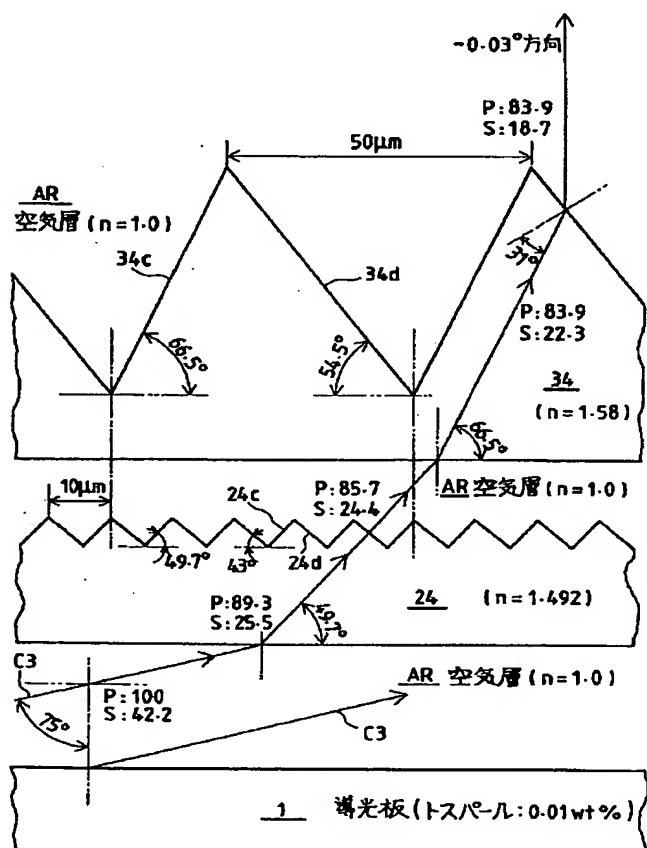 -0.03°方向
P:83.9
S:18.7
50μm
AR
空気層(n=1.0)
34c
34d
31°
66.5°
54.5°
P:83.9
S:22.3
34
(n=1.58)
66.5°
10μm
24c
P:85.7
S:24.4
AR 空気層(n=1.0)
49.7°
43°
24d
P:89.3
S:25.5
49.7°
24 (n=1.492)
C3
P:100
S:42.2
75°
AR 空気層(n=1.0)
C3
1 導光板(トスパール:0.01wt%)